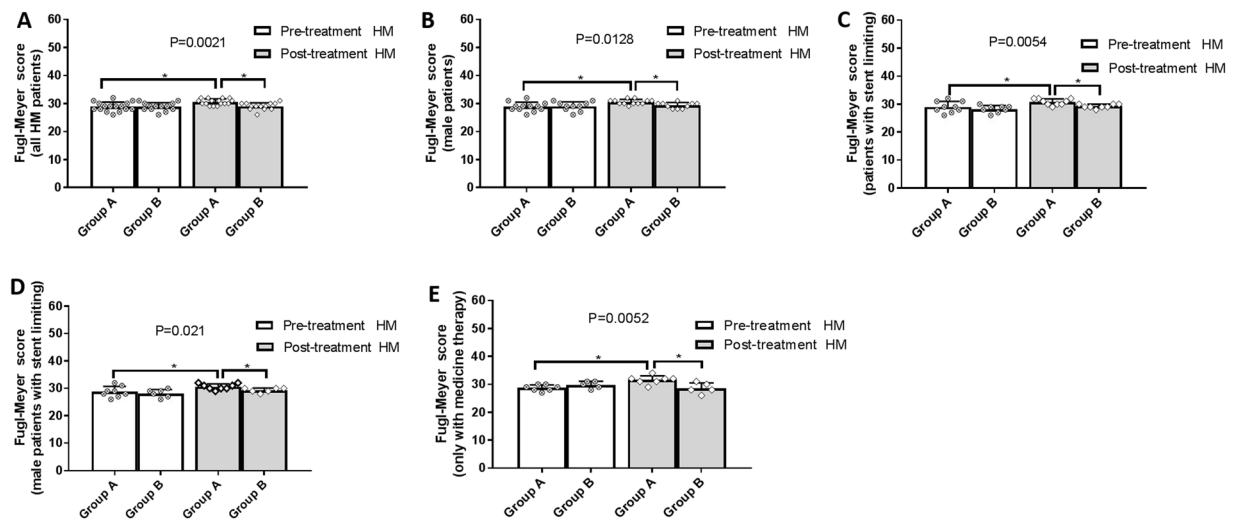 A
Fugl-Meyer score
(all HM patients)
60
50
40
30
20
10
0
P=0.0021
Pre-treatment HM
Post-treatment HM
*
*
Group A
Group B
Group A
Group B
B
Fugl-Meyer score
(male patients)
60
50
40
30
20
10
0
P=0.0128
Pre-treatment HM
Post-treatment HM
*
*
Group A
Group B
Group A
Group B
C
Fugl-Meyer score
(patients with stent limiting)
60
50
40
30
20
10
0
P=0.0054
Pre-treatment HM
Post-treatment HM
*
*
Group A
Group B
Group A
Group B
D
Fugl-Meyer score
(male patients with stent limiting)
60
50
40
30
20
10
0
P=0.021
Pre-treatment HM
Post-treatment HM
*
*
Group A
Group B
Group A
Group B
E
Fugl-Meyer score
(only with medicine therapy)
60
50
40
30
20
10
0
P=0.0052
Pre-treatment HM
Post-treatment HM
*
*
Group A
Group B
Group A
Group B